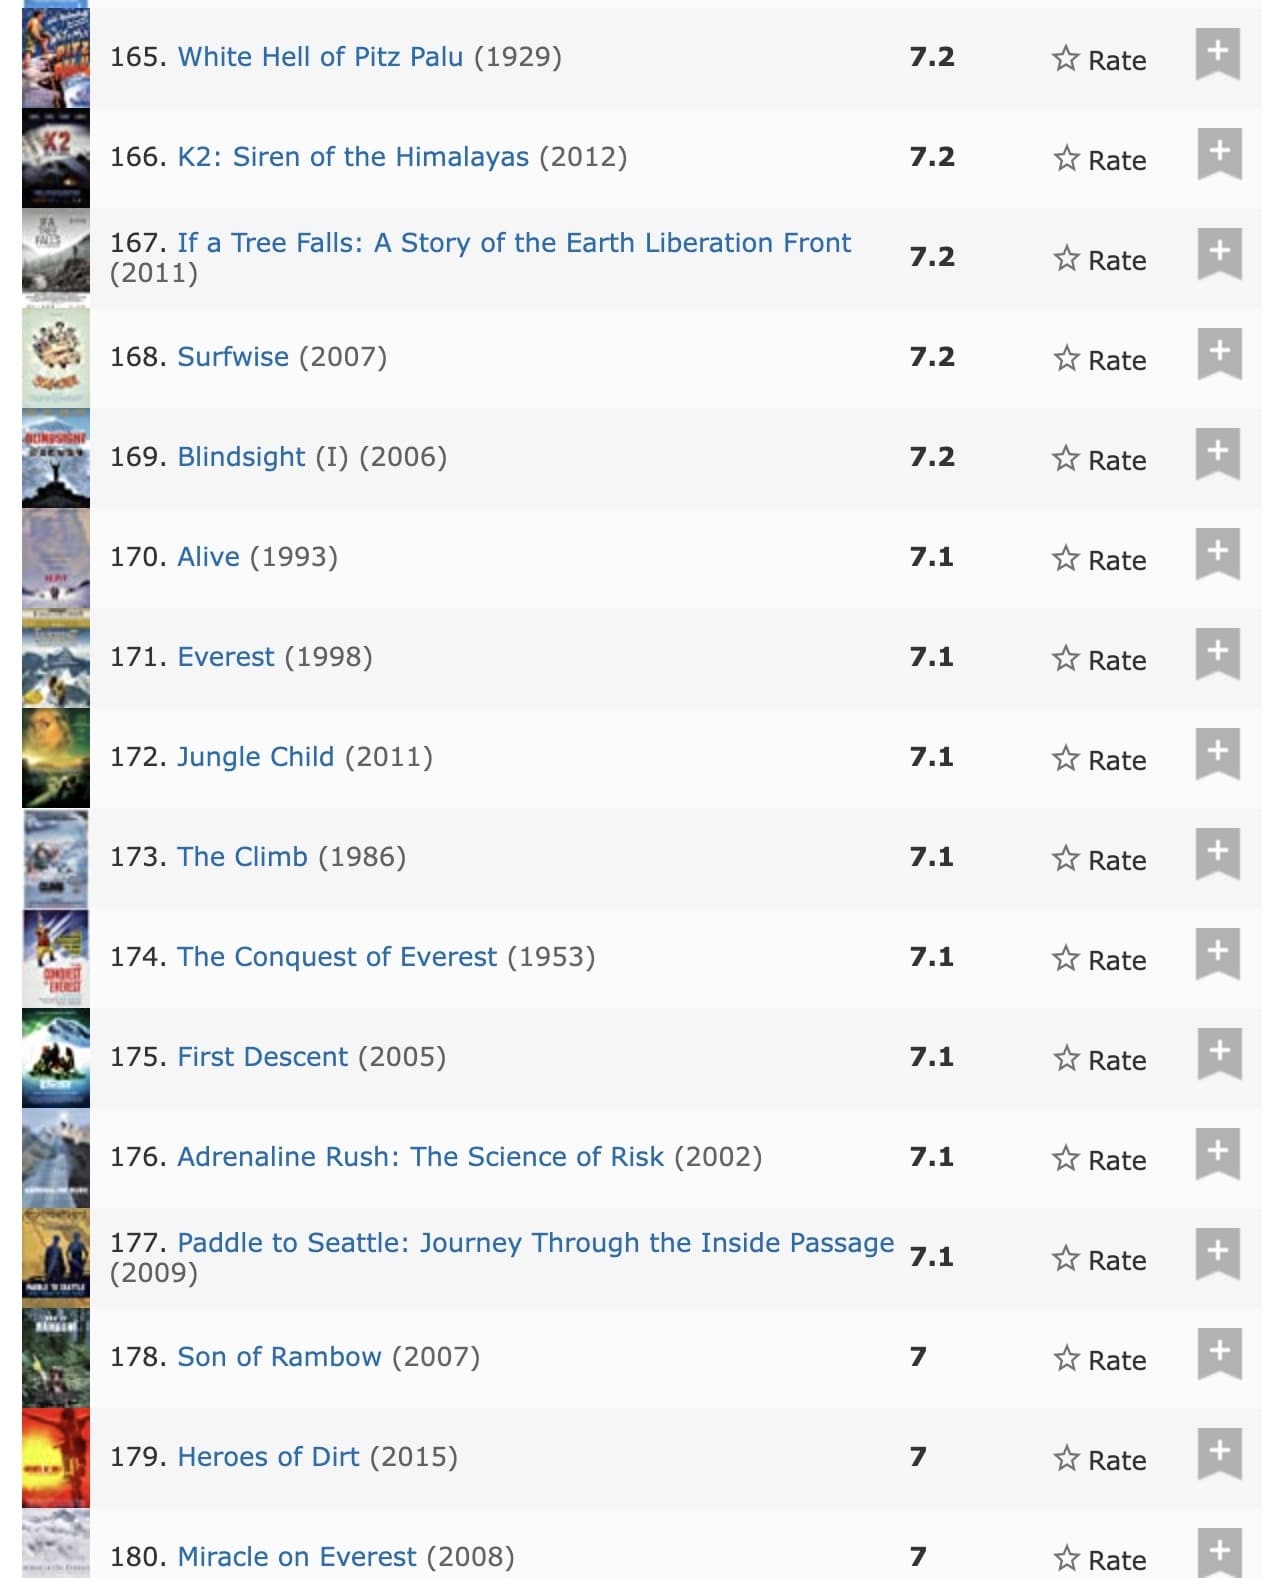 165. White Hell of Pitz Palu (1929) 7.2 Rate
K2
166. K2: Siren of the Himalayas (2012) 7.2 Rate
167. If a Tree Falls: A Story of the Earth Liberation Front
(2011) 7.2 Rate
168. Surfwise (2007) 7.2 Rate
BLINDSIGHT
169. Blindsight (I) (2006) 7.2 Rate
170. Alive (1993) 7.1 Rate
171. Everest (1998) 7.1 Rate
172. Jungle Child (2011) 7.1 Rate
173. The Climb (1986) 7.1 Rate
CONQUEST
EVEREST
174. The Conquest of Everest (1953) 7.1 Rate
175. First Descent (2005) 7.1 Rate
176. Adrenaline Rush: The Science of Risk (2002) 7.1 Rate
177. Paddle to Seattle: Journey Through the Inside Passage
(2009) 7.1 Rate
PADDLE TO SEATTLE
178. Son of Rambow (2007) 7 Rate
179. Heroes of Dirt (2015) 7 Rate
180. Miracle on Everest (2008) 7 Rate